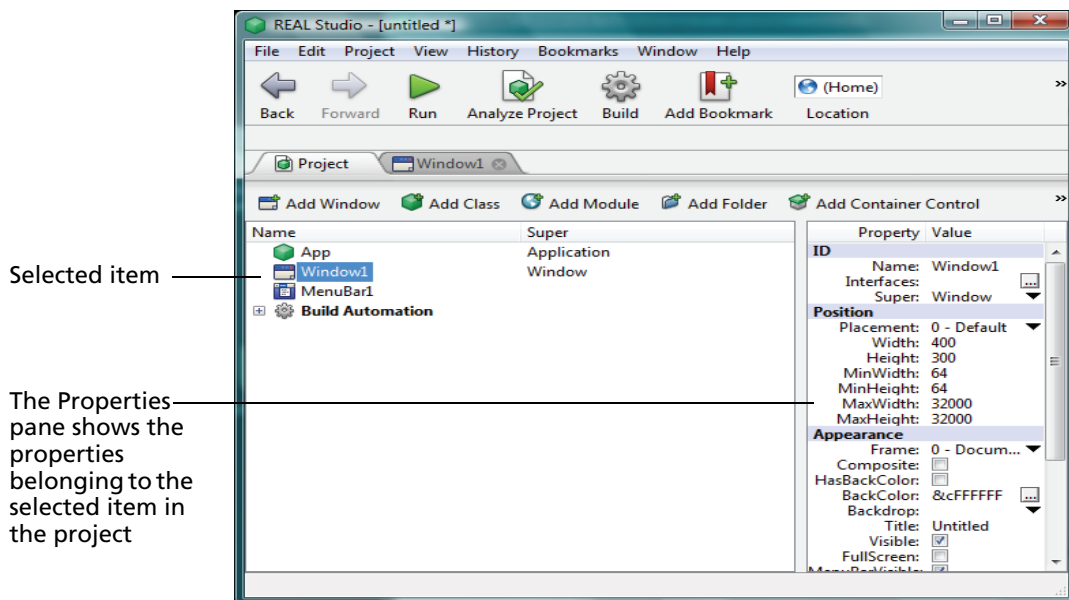 REAL Studio - [untitled *]
File Edit Project View History Bookmarks Window Help
(Home)
Back Forward Run Analyze Project Build Add Bookmark Location
Project Window1
Add Window Add Class Add Module Add Folder Add Container Control
Name Super
App Application
Window1 Window
MenuBar1
Build Automation
Property Value
ID
Name: Window1
Interfaces:
Super: Window
Position
Placement: 0 - Default
Width: 400
Height: 300
MinWidth: 64
MinHeight: 64
MaxWidth: 32000
MaxHeight: 32000
Appearance
Frame: 0 - Docum...
Composite:
HasBackColor:
BackColor: &cFFFFFF
Backdrop:
Title: Untitled
Visible:
FullScreen:
MenuBarVisible:
Selected item
The Properties
pane shows the
properties
belonging to the
selected item in
the project